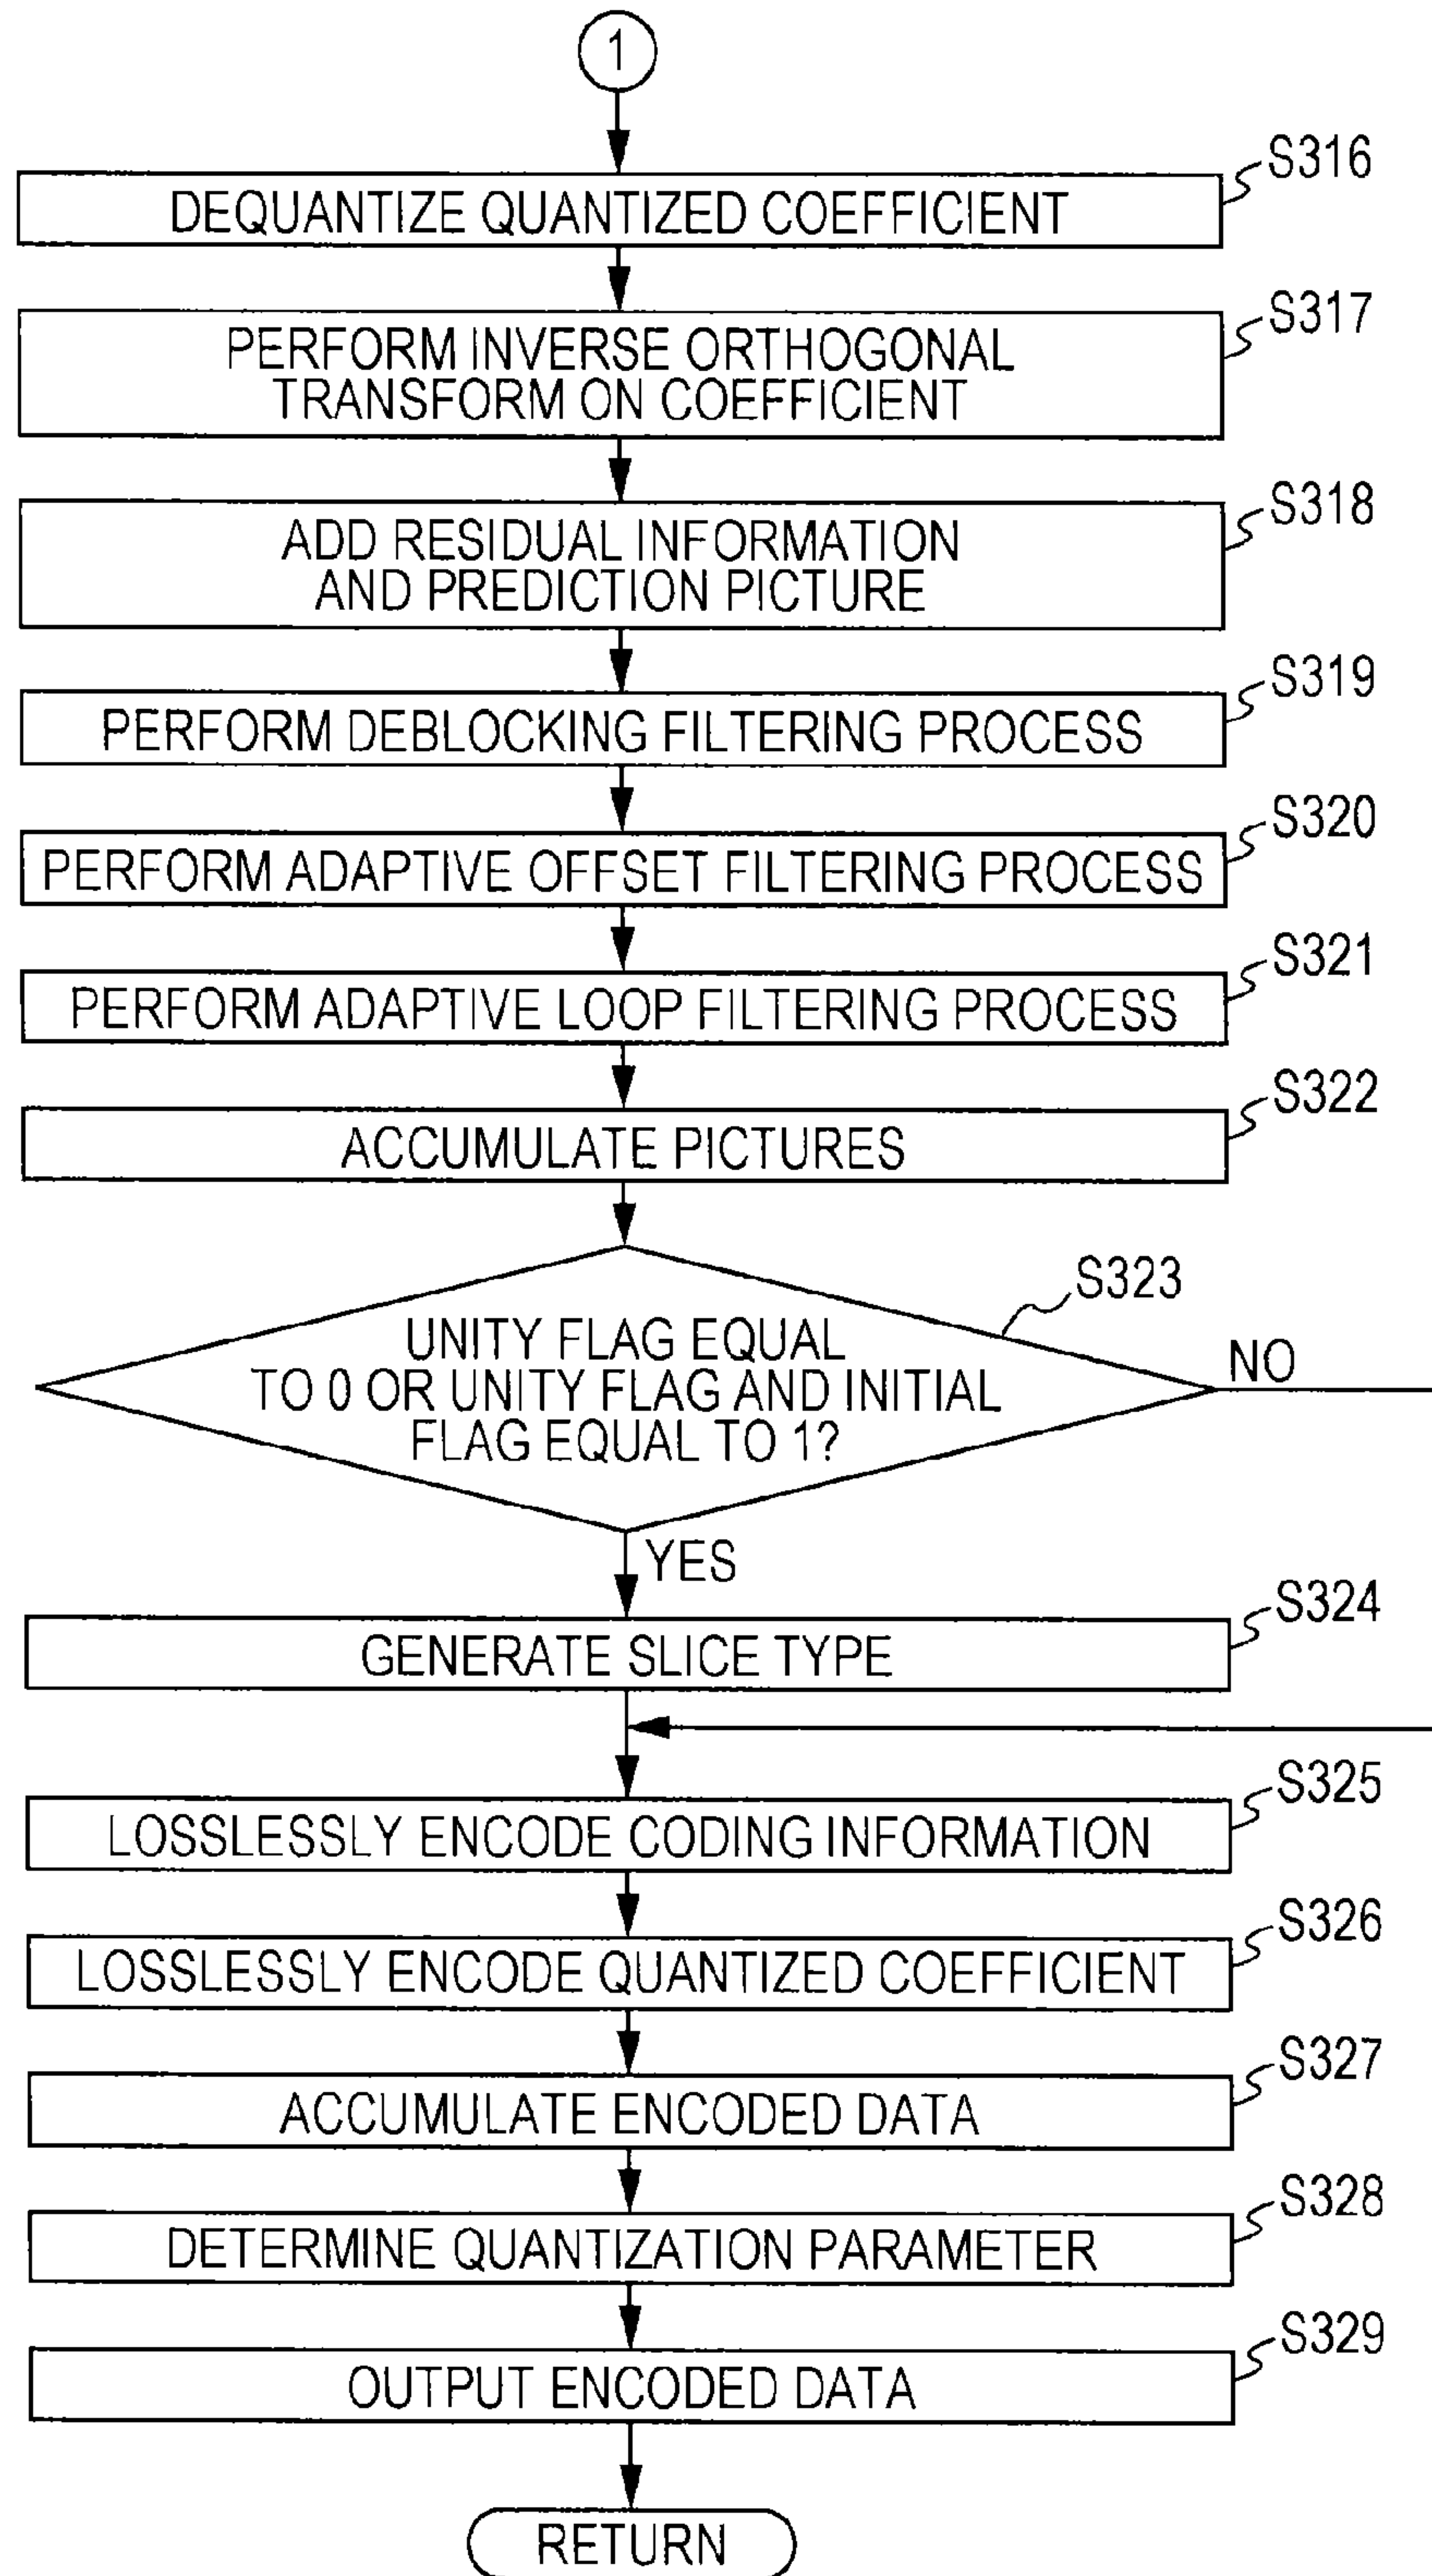 1
S316
DEQUANTIZE QUANTIZED COEFFICIENT
S317
PERFORM INVERSE ORTHOGONAL
TRANSFORM ON COEFFICIENT
S318
ADD RESIDUAL INFORMATION
AND PREDICTION PICTURE
S319
PERFORM DEBLOCKING FILTERING PROCESS
S320
PERFORM ADAPTIVE OFFSET FILTERING PROCESS
S321
PERFORM ADAPTIVE LOOP FILTERING PROCESS
S322
ACCUMULATE PICTURES
S323
UNITY FLAG EQUAL
TO 0 OR UNITY FLAG AND INITIAL
FLAG EQUAL TO 1?
NO
YES
S324
GENERATE SLICE TYPE
S325
LOSSLESSLY ENCODE CODING INFORMATION
S326
LOSSLESSLY ENCODE QUANTIZED COEFFICIENT
S327
ACCUMULATE ENCODED DATA
S328
DETERMINE QUANTIZATION PARAMETER
S329
OUTPUT ENCODED DATA
RETURN